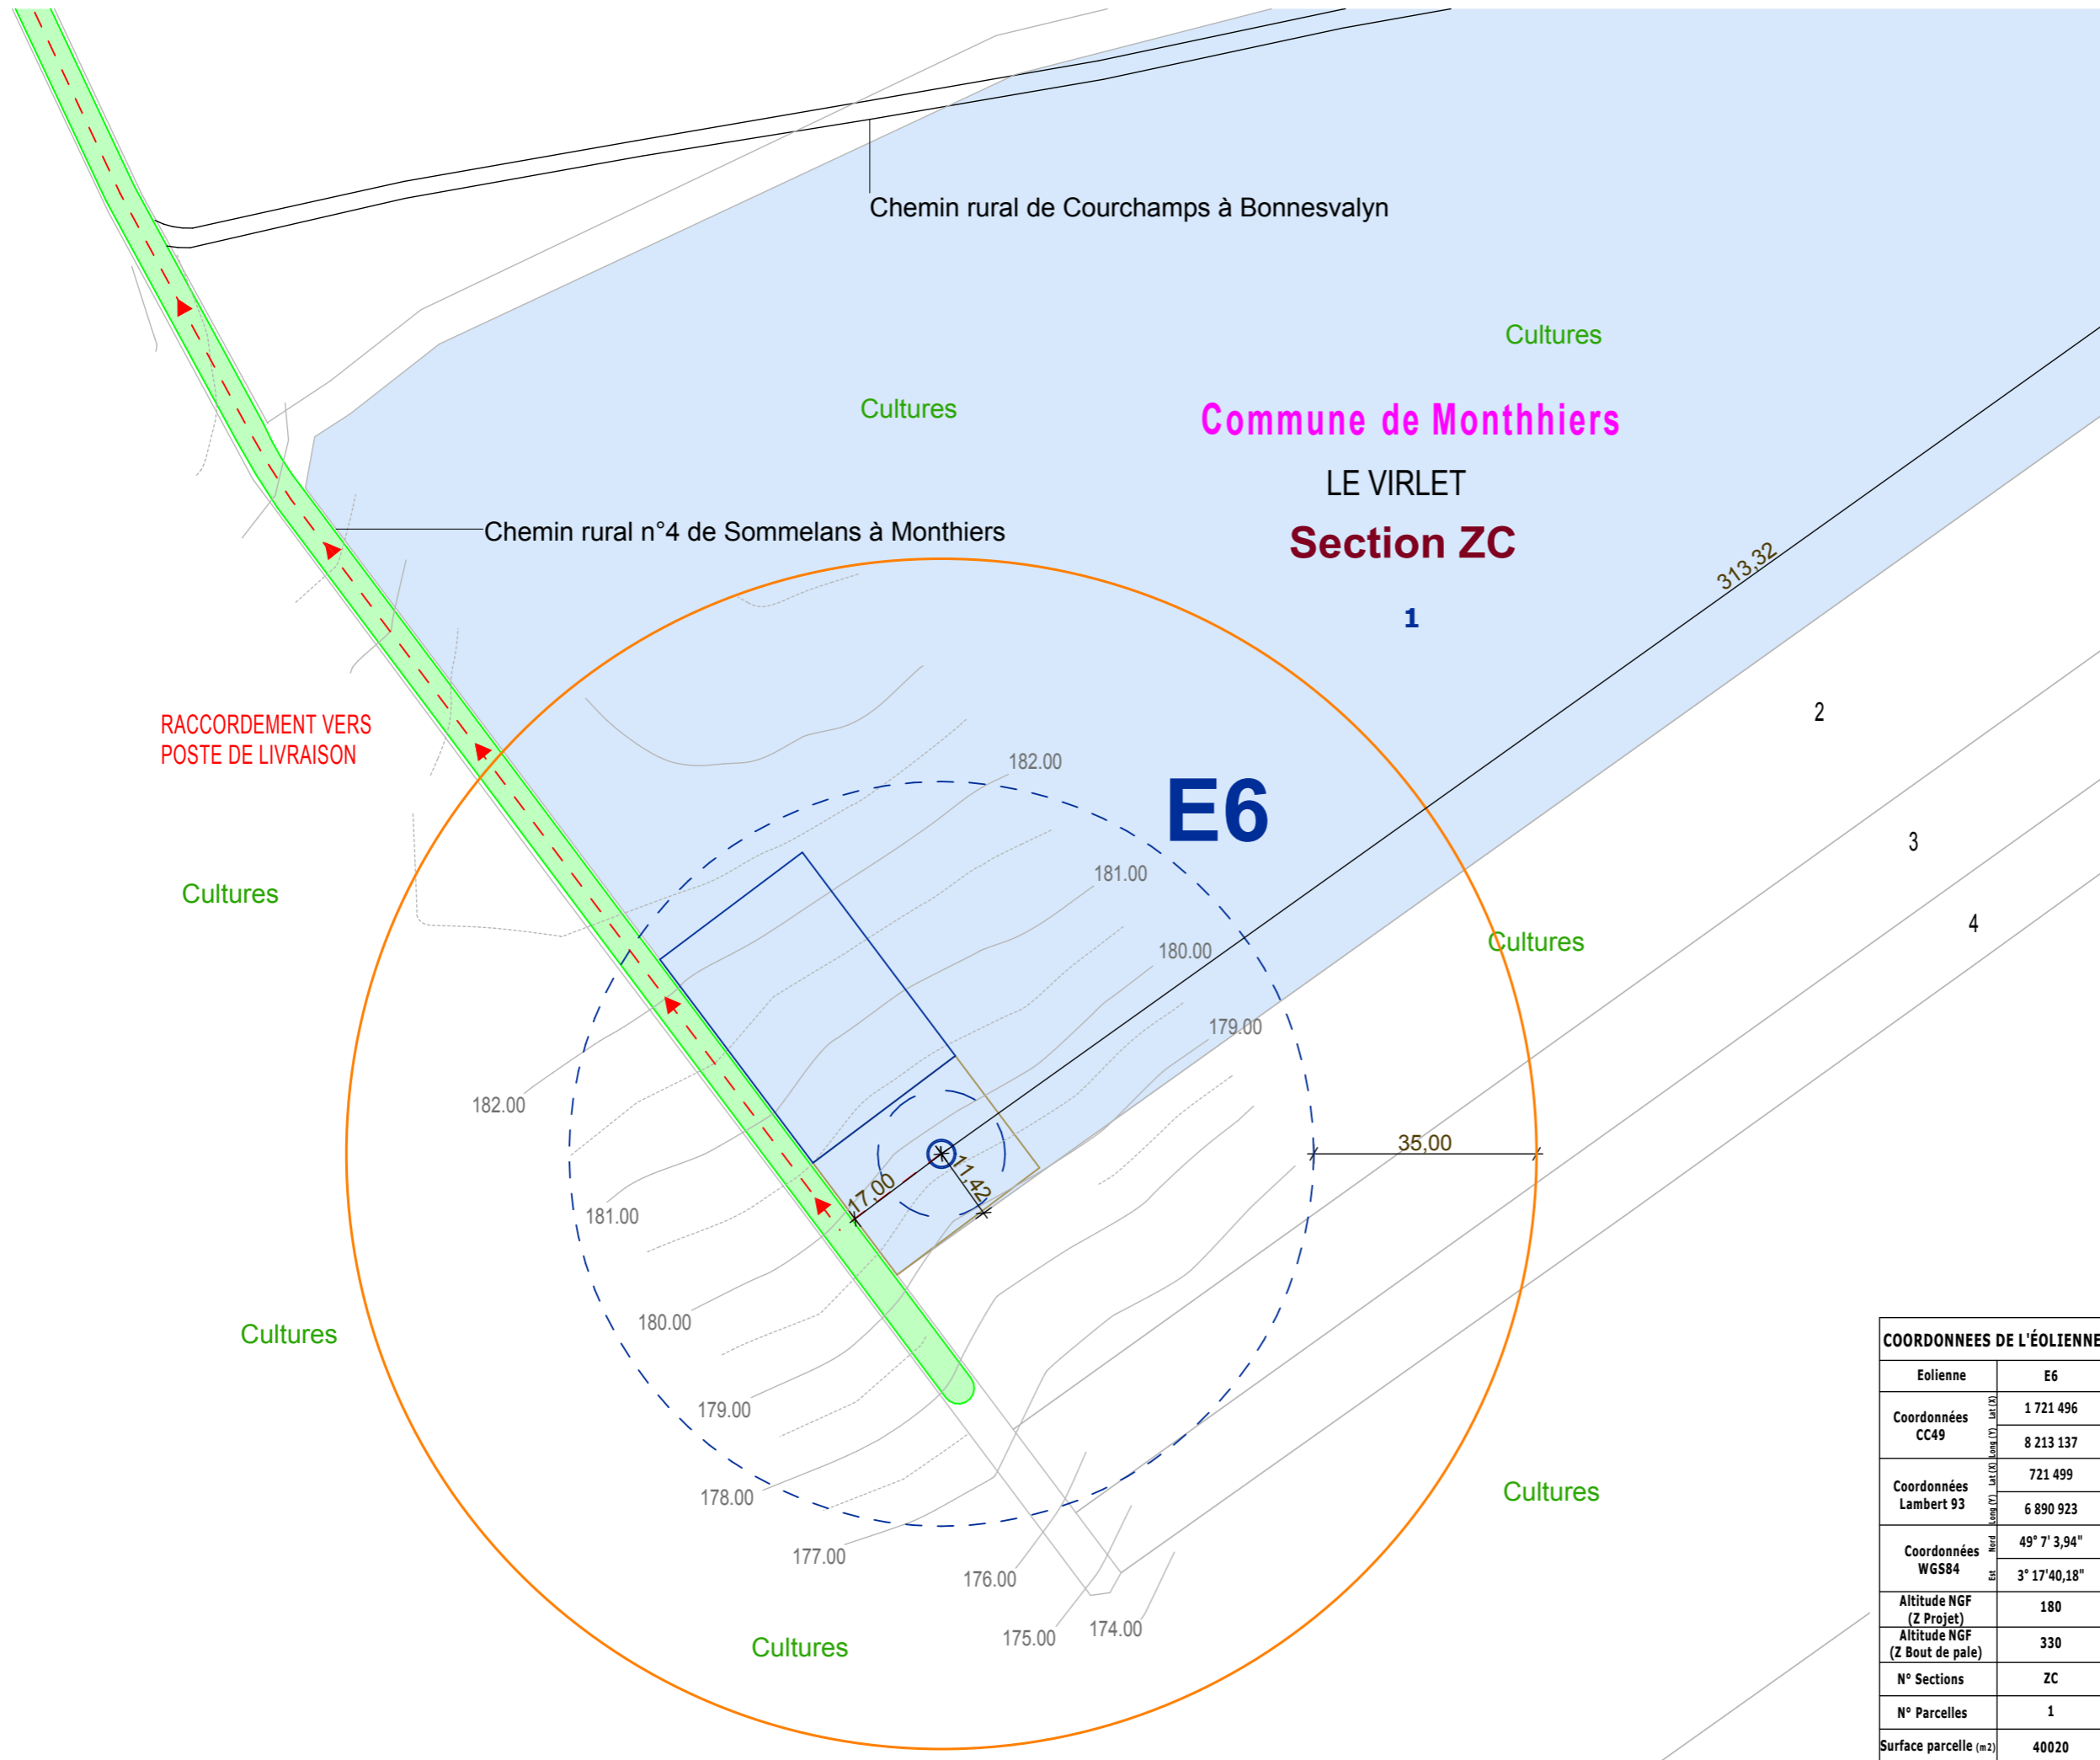 Chemin rural de Courchamps à Bonnesvalyn
Cultures
Cultures
Commune de Monthhiers
LE VIRLET
Section ZC
Chemin rural n°4 de Sommelans à Monthiers
313,32
1
2
RACCORDEMENT VERS
POSTE DE LIVRAISON
182.00
E6
3
181.00
Cultures
4
180.00
Cultures
179.00
182.00
35,00
17,00
11,42
181.00
180.00
Cultures
179.00
178.00
Cultures
177.00
176.00
175.00
174.00
Cultures
COORDONNEES DE L'ÉOLIENNE
Eolienne E6
Coordonnées CC49 Lat (X) 1 721 496
Long (Y) 8 213 137
Coordonnées Lambert 93 Lat (X) 721 499
Long (Y) 6 890 923
Coordonnées WGS84 Nord 49° 7' 3,94"
Est 3° 17'40,18"
Altitude NGF (Z Projet) 180
Altitude NGF (Z Bout de pale) 330
N° Sections ZC
N° Parcelles 1
Surface parcelle (m2) 40020